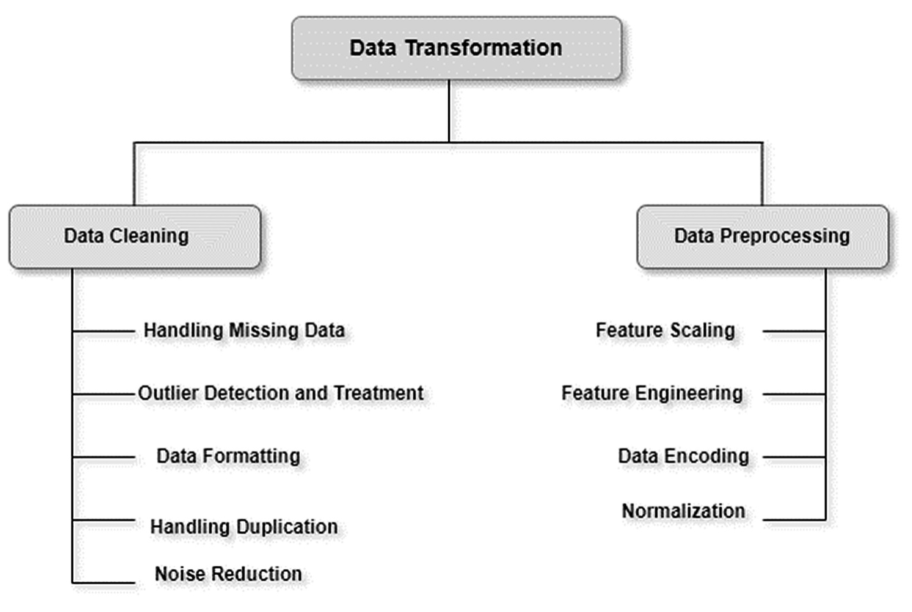 Data Transformation
Data Cleaning
Handling Missing Data
Outlier Detection and Treatment
Data Formatting
Handling Duplication
Noise Reduction
Data Preprocessing
Feature Scaling
Feature Engineering
Data Encoding
Normalization